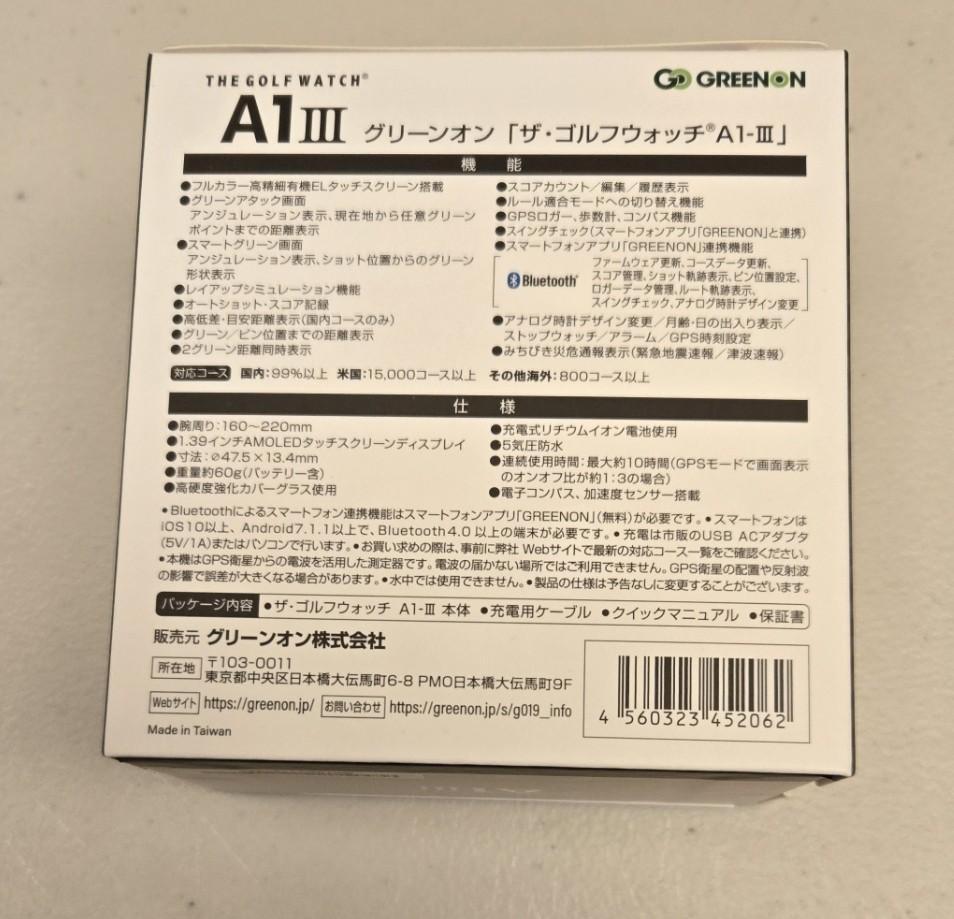 THE GOLF WATCH®
A1 III グリーンオン「ザ・ゴルフウォッチ®A1-Ⅲ」
GREENON
機 能
●フルカラー高精細有機ELタッチスクリーン搭載
●グリーンアタック画面
アンジュレーション表示、現在地から任意グリーン
ポイントまでの距離表示
●スマートグリーン画面
アンジュレーション表示、ショット位置からのグリーン
形状表示
●レイアップシミュレーション機能
●オートショット・スコア記録
●高低差・目安距離表示(国内コースのみ)
●グリーン/ピン位置までの距離表示
●2グリーン距離同時表示
●スコアカウント/編集/履歴表示
●ルール適合モードへの切り替え機能
●GPSロガー、歩数計、コンパス機能
●スイングチェック(スマートフォンアプリ「GREENON」と連携)
●スマートフォンアプリ「GREENON」連携機能
Bluetooth®
ファームウェア更新、コースデータ更新、
スコア管理、ショット軌跡表示、ピン位置設定、
ロガーデータ管理、ルート軌跡表示、
スイングチェック、アナログ時計デザイン変更
●アナログ時計デザイン変更/月齢・日の出入り表示/
ストップウォッチ/アラーム/GPS時刻設定
●みちびき災危通報表示(緊急地震速報/津波速報)
対応コース 国内:99%以上 米国:15,000コース以上 その他海外:800コース以上
仕 様
●腕周り:160〜220mm
●1.39インチAMOLEDタッチスクリーンディスプレイ
●寸法:⌀47.5×13.4mm
●重量約60g(バッテリー含)
●高硬度強化カバーグラス使用
●充電式リチウムイオン電池使用
●5気圧防水
●連続使用時間:最大約10時間(GPSモードで画面表示
のオンオフ比が約1:3の場合)
●電子コンパス、加速度センサー搭載
•Bluetoothによるスマートフォン連携機能はスマートフォンアプリ「GREENON」(無料)が必要です。•スマートフォンは
iOS10以上、Android7.1.1以上で、Bluetooth4.0以上の端末が必要です。•充電は市販のUSB ACアダプタ
(5V/1A)またはパソコンで行います。•お買い求めの際は、事前に弊社 Webサイトで最新の対応コース一覧をご確認ください。
•本機はGPS衛星からの電波を活用した測定器です。電波の届かない場所ではご利用できません。GPS衛星の配置や反射波
の影響で誤差が大きくなる場合があります。•水中では使用できません。•製品の仕様は予告なしに変更することがございます。
パッケージ内容 •ザ・ゴルフウォッチ A1-Ⅲ 本体 •充電用ケーブル •クイックマニュアル •保証書
販売元 グリーンオン株式会社
所在地 〒103-0011
東京都中央区日本橋大伝馬町6-8 PMO日本橋大伝馬町9F
Webサイト https://greenon.jp/ お問い合わせ https://greenon.jp/s/g019_info
Made in Taiwan
4 560323 452062